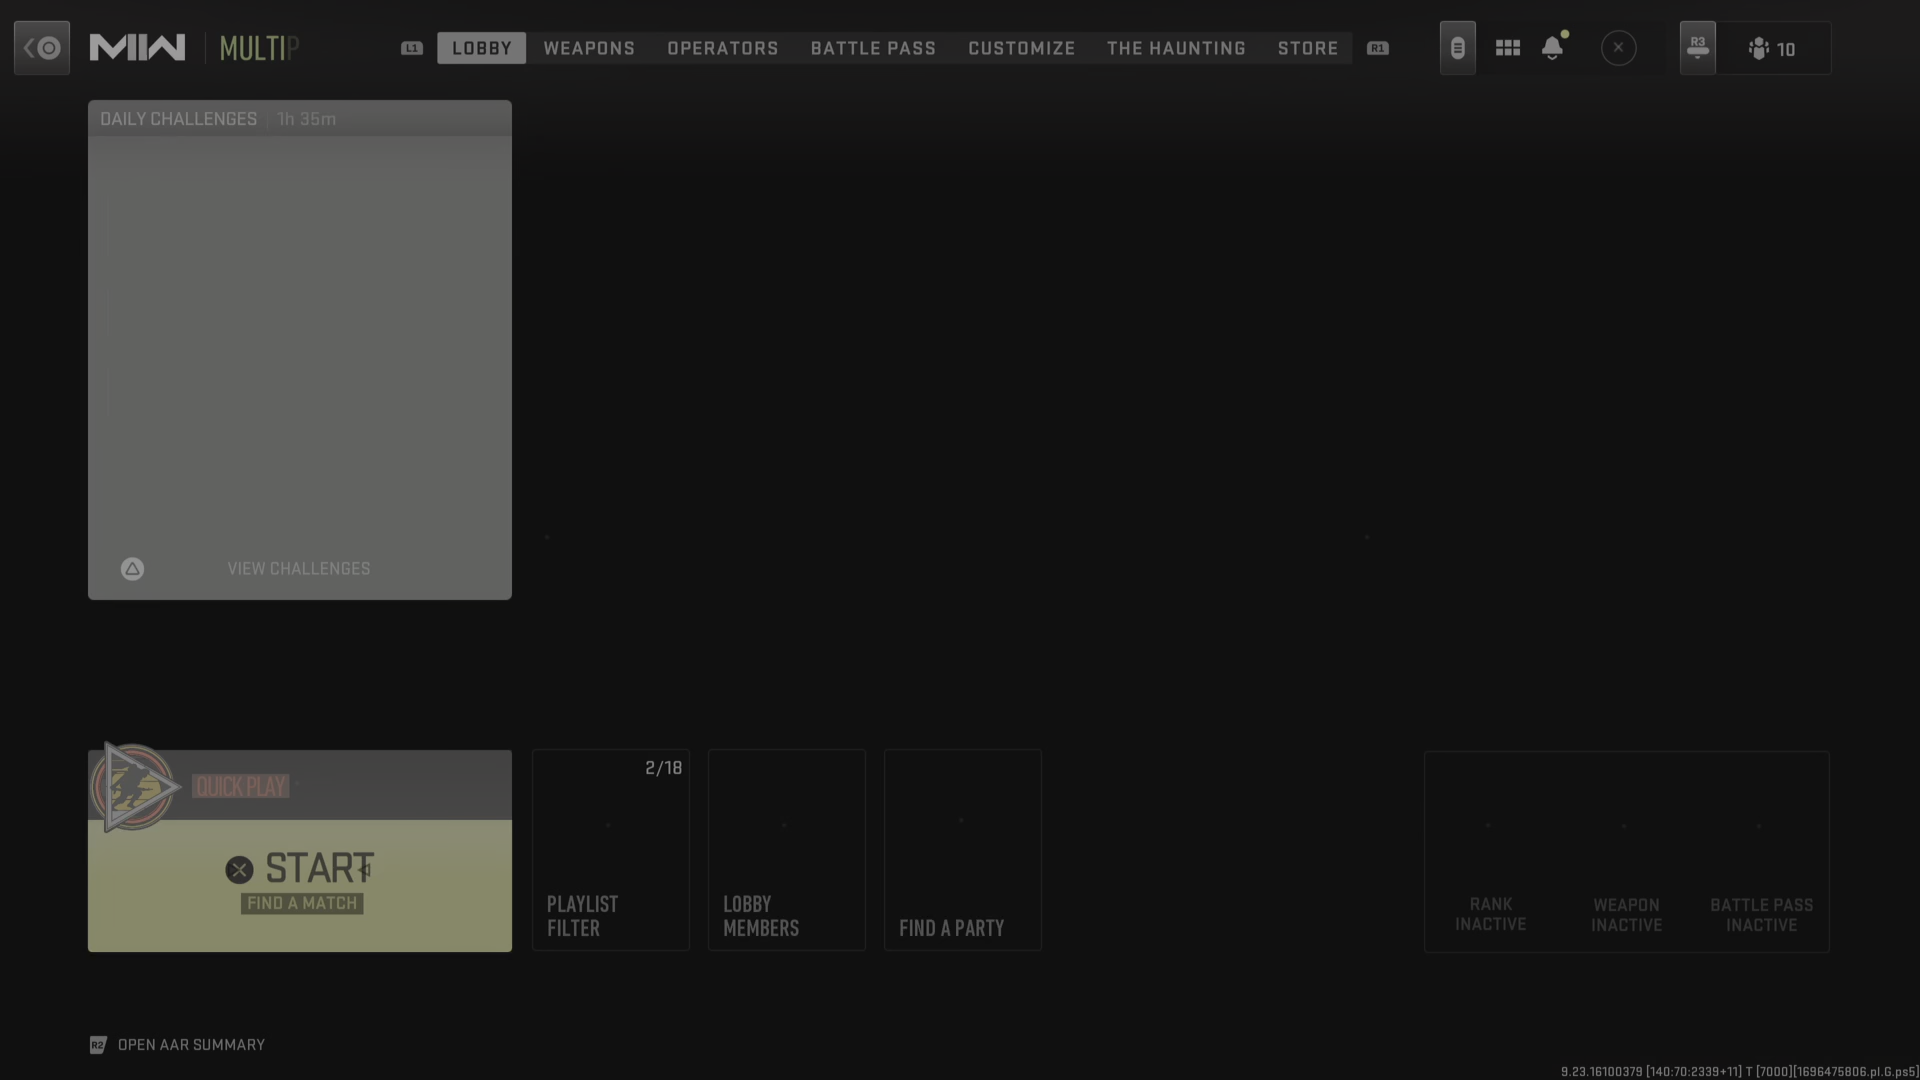 MW MULTIP
L1 LOBBY WEAPONS OPERATORS BATTLE PASS CUSTOMIZE THE HAUNTING STORE R1
R3 10
DAILY CHALLENGES 1h 35m
VIEW CHALLENGES
QUICK PLAY
START
FIND A MATCH
2/18
PLAYLIST
FILTER
LOBBY
MEMBERS
FIND A PARTY
RANK
INACTIVE
WEAPON
INACTIVE
BATTLE PASS
INACTIVE
R2 OPEN AAR SUMMARY
9.23.16100379 [140:70:2339+11] T [7000][1696475806.pl.G.ps5]